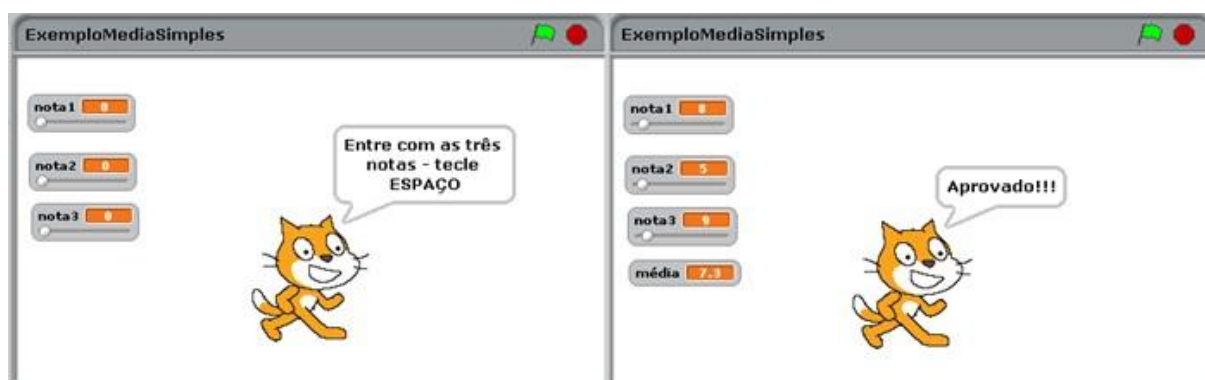 ExemploMediaSimples
nota1 0
nota2 0
nota3 0
Entre com as três
notas - tecle
ESPAÇO
ExemploMediaSimples
nota1 8
nota2 5
nota3 9
média 7.3
Aprovado!!!